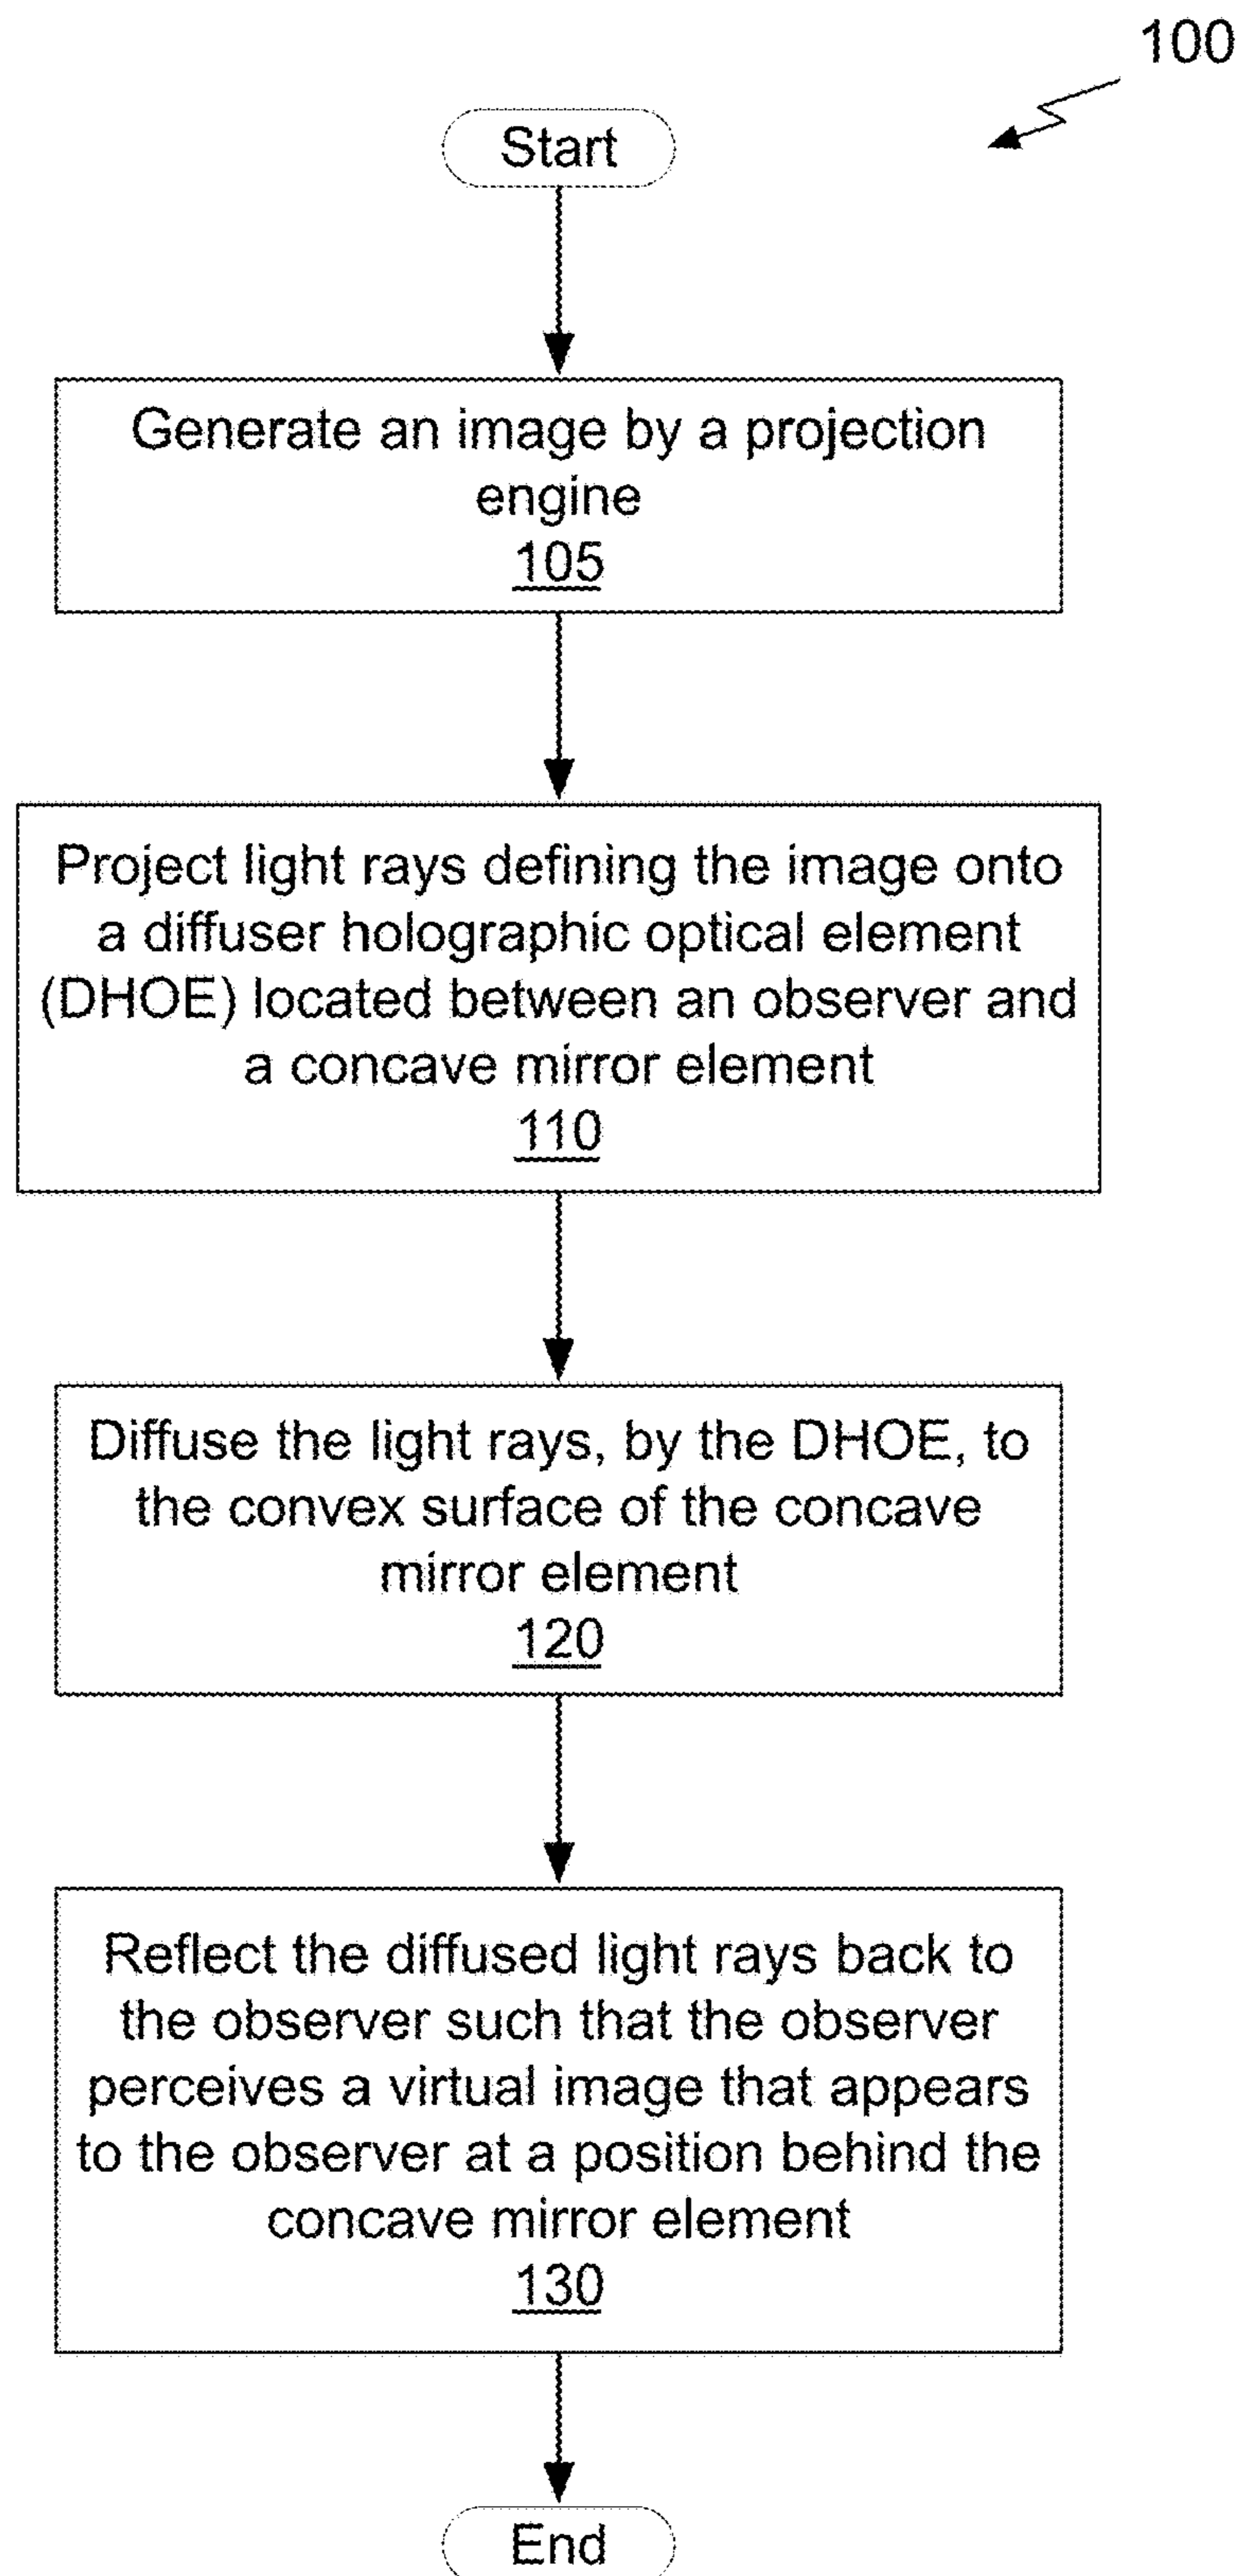 100
Start
Generate an image by a projection
engine
105
Project light rays defining the image onto
a diffuser holographic optical element
(DHOE) located between an observer and
a concave mirror element
110
Diffuse the light rays, by the DHOE, to
the convex surface of the concave
mirror element
120
Reflect the diffused light rays back to
the observer such that the observer
perceives a virtual image that appears
to the observer at a position behind the
concave mirror element
130
End